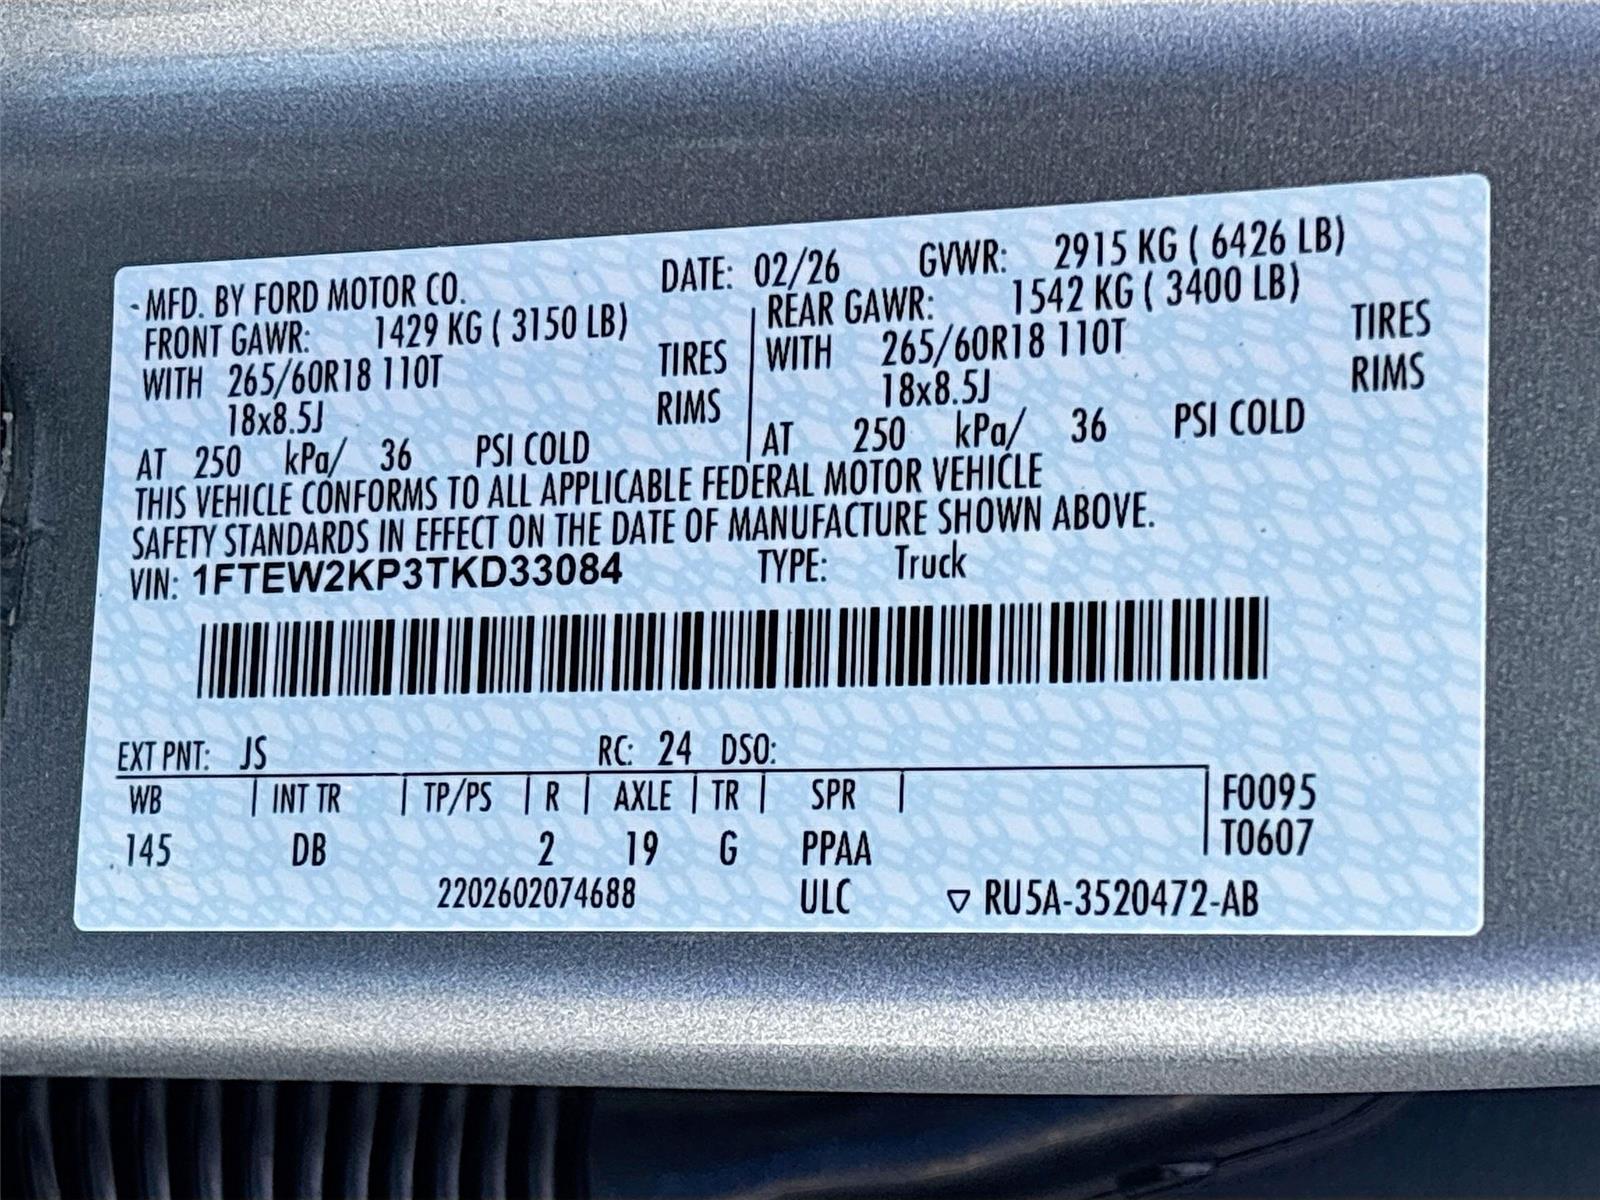 MFD. BY FORD MOTOR CO. DATE: 02/26 GVWR: 2915 KG ( 6426 LB)
FRONT GAWR: 1429 KG ( 3150 LB) REAR GAWR: 1542 KG ( 3400 LB)
WITH 265/60R18 110T TIRES WITH 265/60R18 110T TIRES
18x8.5J RIMS 18x8.5J RIMS
AT 250 kPa/ 36 PSI COLD AT 250 kPa/ 36 PSI COLD
THIS VEHICLE CONFORMS TO ALL APPLICABLE FEDERAL MOTOR VEHICLE
SAFETY STANDARDS IN EFFECT ON THE DATE OF MANUFACTURE SHOWN ABOVE.
VIN: 1FTEW2KP3TKD33084 TYPE: Truck
EXT PNT: JS RC: 24 DSO:
WB INT TR TP/PS R AXLE TR SPR F0095
145 DB 2 19 G PPAA T0607
2202602074688 ULC ▽ RU5A-3520472-AB